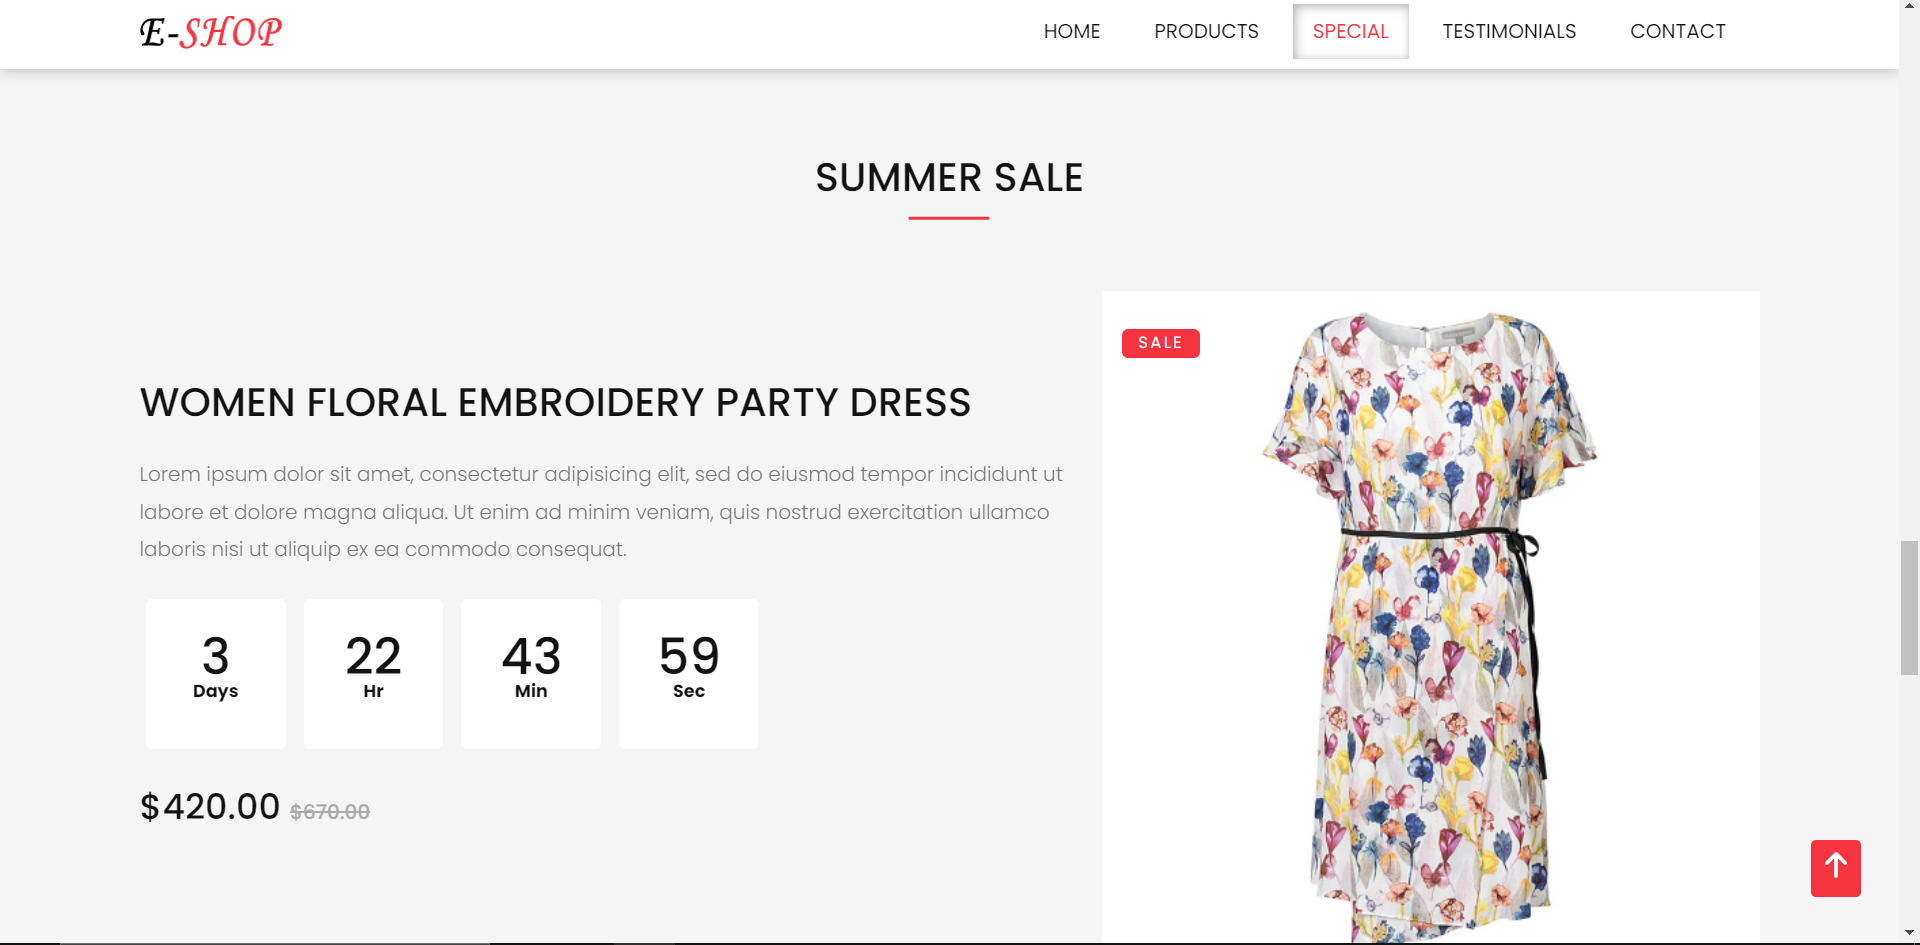 E-SHOP
HOME PRODUCTS SPECIAL TESTIMONIALS CONTACT
SUMMER SALE
SALE
WOMEN FLORAL EMBROIDERY PARTY DRESS
Lorem ipsum dolor sit amet, consectetur adipisicing elit, sed do eiusmod tempor incididunt ut
labore et dolore magna aliqua. Ut enim ad minim veniam, quis nostrud exercitation ullamco
laboris nisi ut aliquip ex ea commodo consequat.
3 22 43 59
Days Hr Min Sec
$420.00 $670.00